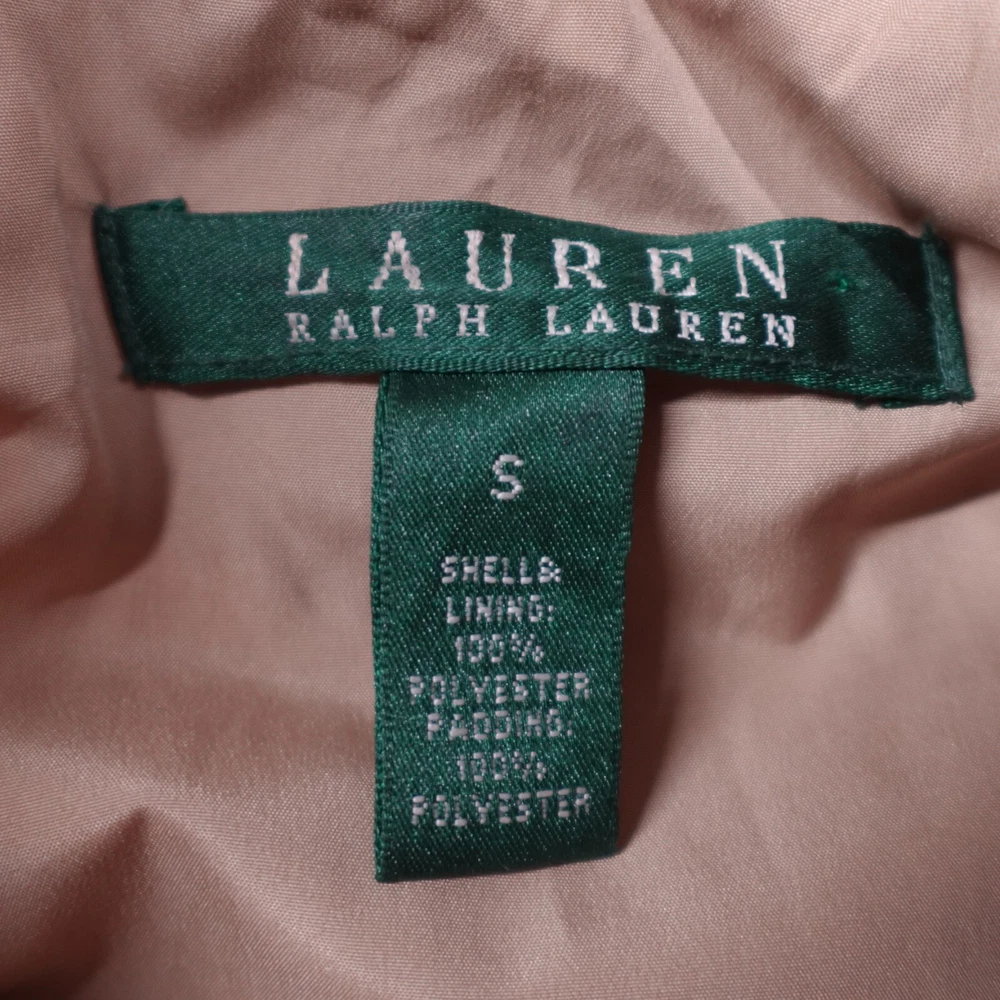 LAUREN
RALPH LAUREN
S
SHELL&
LINING:
100%
POLYESTER
PADDING:
100%
POLYESTER